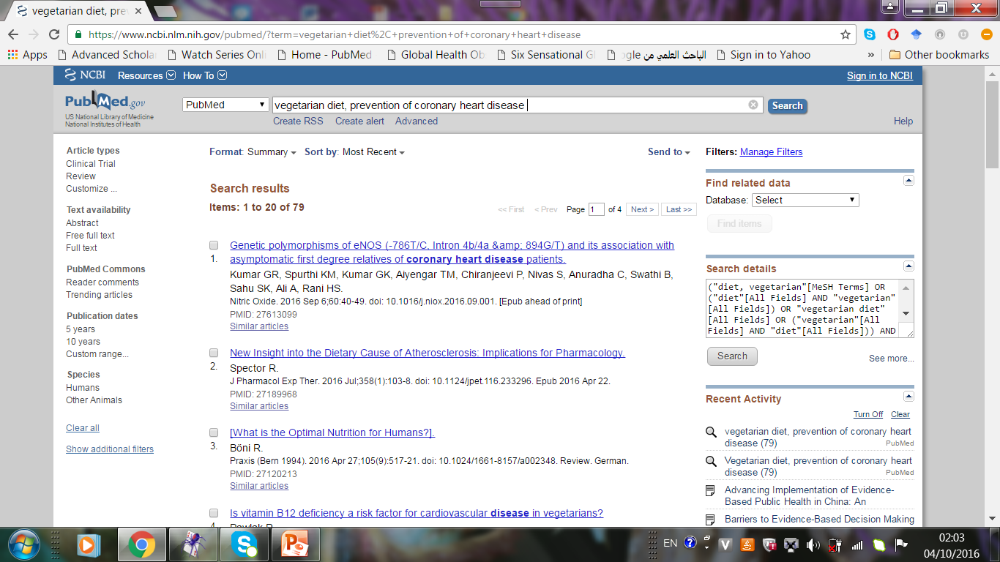 vegetarian diet, pre
https://www.ncbi.nlm.nih.gov/pubmed/?term=vegetarian+diet%2C+prevention+of+coronary+heart+disease
Apps Advanced Schola Watch Series Onli Home - PubMed Global Health Ob Six Sensational Gl ogle الباحث العلمي من Sign in to Yahoo » Other bookmarks
NCBI Resources How To Sign in to NCBI
PubMed.gov
US National Library of Medicine
National Institutes of Health
PubMed vegetarian diet, prevention of coronary heart disease Search
Create RSS Create alert Advanced Help
Article types
Clinical Trial
Review
Customize ...
Text availability
Abstract
Free full text
Full text
PubMed Commons
Reader comments
Trending articles
Publication dates
5 years
10 years
Custom range...
Species
Humans
Other Animals
Clear all
Show additional filters
Format: Summary Sort by: Most Recent Send to
Search results
Items: 1 to 20 of 79
<< First < Prev Page 1 of 4 Next > Last >>
Genetic polymorphisms of eNOS (-786T/C, Intron 4b/4a &amp; 894G/T) and its association with
1. asymptomatic first degree relatives of coronary heart disease patients.
Kumar GR, Spurthi KM, Kumar GK, Aiyengar TM, Chiranjeevi P, Nivas S, Anuradha C, Swathi B,
Sahu SK, Ali A, Rani HS.
Nitric Oxide. 2016 Sep 6;60:40-49. doi: 10.1016/j.niox.2016.09.001. [Epub ahead of print]
PMID: 27613099
Similar articles
New Insight into the Dietary Cause of Atherosclerosis: Implications for Pharmacology.
2. Spector R.
J Pharmacol Exp Ther. 2016 Jul;358(1):103-8. doi: 10.1124/jpet.116.233296. Epub 2016 Apr 22.
PMID: 27189968
Similar articles
[What is the Optimal Nutrition for Humans?].
3. Böni R.
Praxis (Bern 1994). 2016 Apr 27;105(9):517-21. doi: 10.1024/1661-8157/a002348. Review. German.
PMID: 27120213
Similar articles
Is vitamin B12 deficiency a risk factor for cardiovascular disease in vegetarians?
4. Pawlak R.
Filters: Manage Filters
Find related data
Database: Select
Find items
Search details
("diet, vegetarian"[MeSH Terms] OR
("diet"[All Fields] AND "vegetarian"
[All Fields]) OR "vegetarian diet"
[All Fields] OR ("vegetarian"[All
Fields] AND "diet"[All Fields])) AND
Search See more...
Recent Activity
Turn Off Clear
vegetarian diet, prevention of coronary heart
disease (79) PubMed
Vegetarian diet, prevention of coronary heart
disease (79) PubMed
Advancing Implementation of Evidence-
Based Public Health in China: An
Barriers to Evidence-Based Decision Making
EN 02:03
04/10/2016